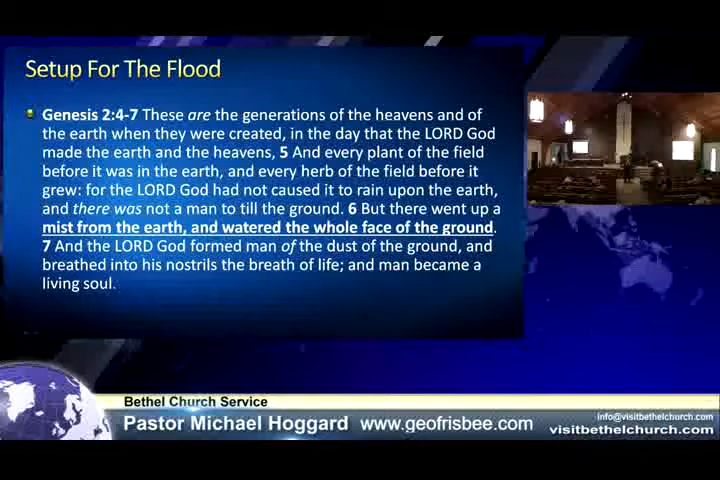 Setup For The Flood
Genesis 2:4-7 These are the generations of the heavens and of
the earth when they were created, in the day that the LORD God
made the earth and the heavens, 5 And every plant of the field
before it was in the earth, and every herb of the field before it
grew: for the LORD God had not caused it to rain upon the earth,
and there was not a man to till the ground. 6 But there went up a
mist from the earth, and watered the whole face of the ground.
7 And the LORD God formed man of the dust of the ground, and
breathed into his nostrils the breath of life; and man became a
living soul.
Bethel Church Service
Pastor Michael Hoggard www.geofrisbee.com
info@visitbethelchurch.com
visitbethelchurch.com